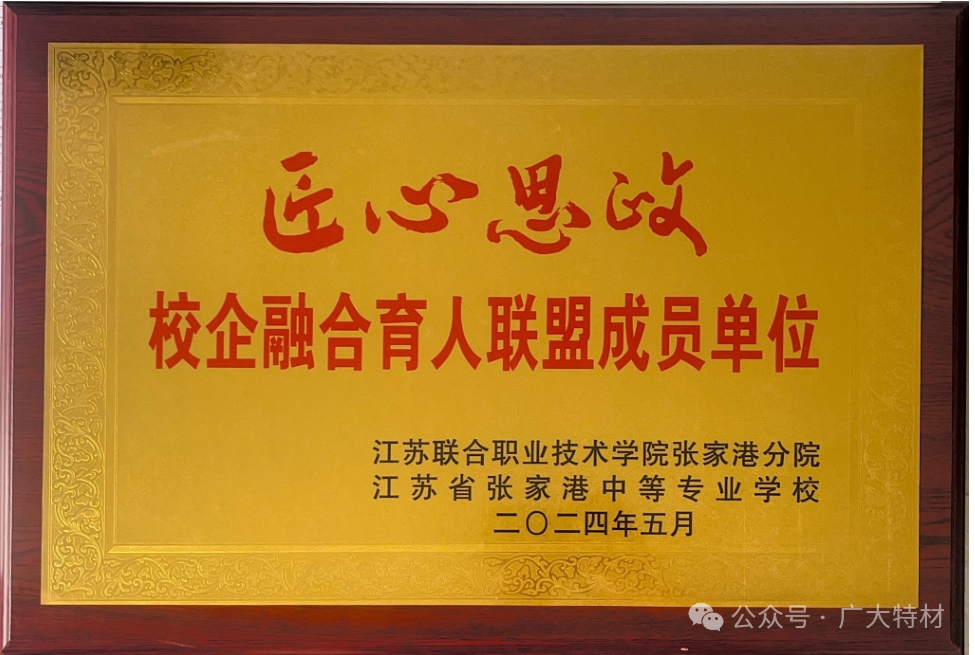 匠心思政
校企融合育人联盟成员单位
江苏联合职业技术学院张家港分院
江苏省张家港中等专业学校
二〇二四年五月
公众号·广大特材